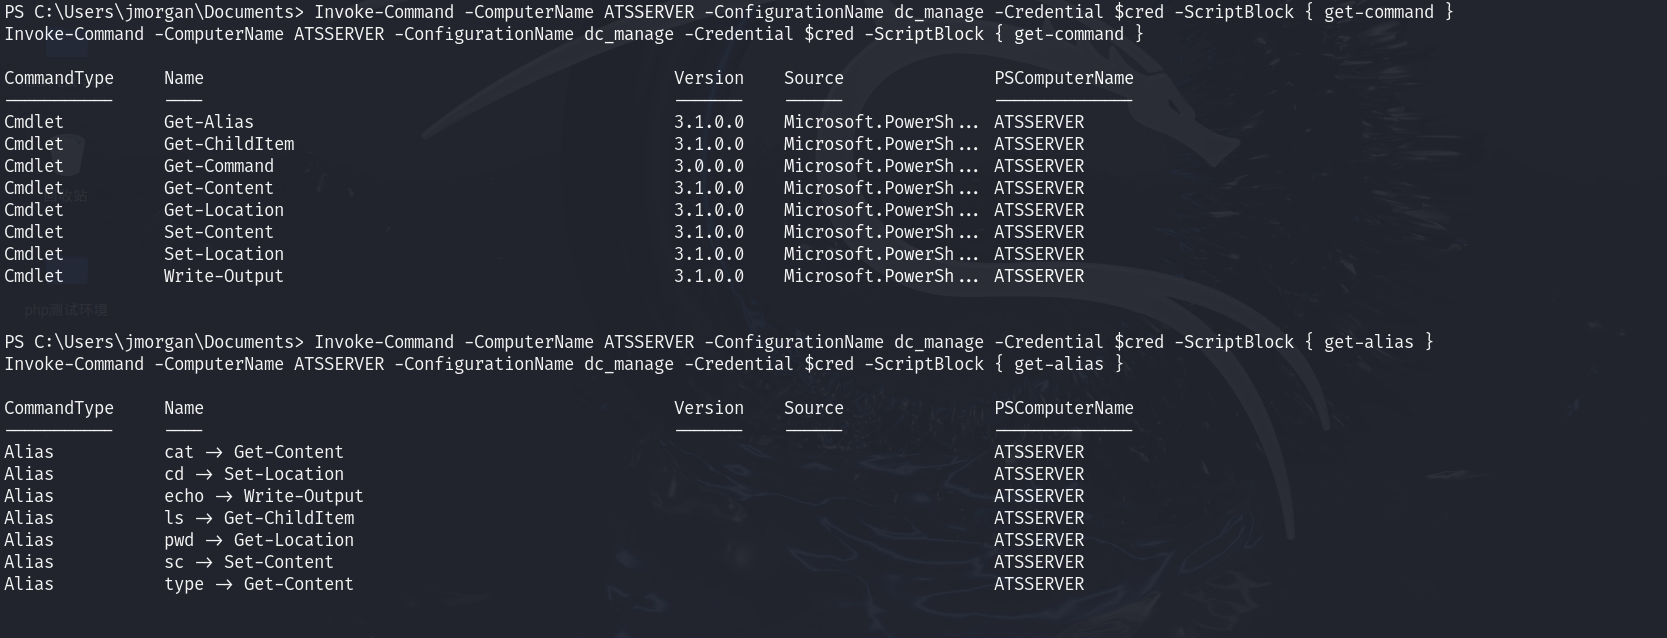 PS C:\Users\jmorgan\Documents> Invoke-Command -ComputerName ATSSERVER -ConfigurationName dc_manage -Credential $cred -ScriptBlock { get-command }
Invoke-Command -ComputerName ATSSERVER -ConfigurationName dc_manage -Credential $cred -ScriptBlock { get-command }
CommandType Name Version Source PSComputerName
----------- ---- ------- ------ --------------
Cmdlet Get-Alias 3.1.0.0 Microsoft.PowerSh... ATSSERVER
Cmdlet Get-ChildItem 3.1.0.0 Microsoft.PowerSh... ATSSERVER
Cmdlet Get-Command 3.0.0.0 Microsoft.PowerSh... ATSSERVER
Cmdlet Get-Content 3.1.0.0 Microsoft.PowerSh... ATSSERVER
Cmdlet Get-Location 3.1.0.0 Microsoft.PowerSh... ATSSERVER
Cmdlet Set-Content 3.1.0.0 Microsoft.PowerSh... ATSSERVER
Cmdlet Set-Location 3.1.0.0 Microsoft.PowerSh... ATSSERVER
Cmdlet Write-Output 3.1.0.0 Microsoft.PowerSh... ATSSERVER
php测试环境
PS C:\Users\jmorgan\Documents> Invoke-Command -ComputerName ATSSERVER -ConfigurationName dc_manage -Credential $cred -ScriptBlock { get-alias }
Invoke-Command -ComputerName ATSSERVER -ConfigurationName dc_manage -Credential $cred -ScriptBlock { get-alias }
CommandType Name Version Source PSComputerName
----------- ---- ------- ------ --------------
Alias cat -> Get-Content ATSSERVER
Alias cd -> Set-Location ATSSERVER
Alias echo -> Write-Output ATSSERVER
Alias ls -> Get-ChildItem ATSSERVER
Alias pwd -> Get-Location ATSSERVER
Alias sc -> Set-Content ATSSERVER
Alias type -> Get-Content ATSSERVER